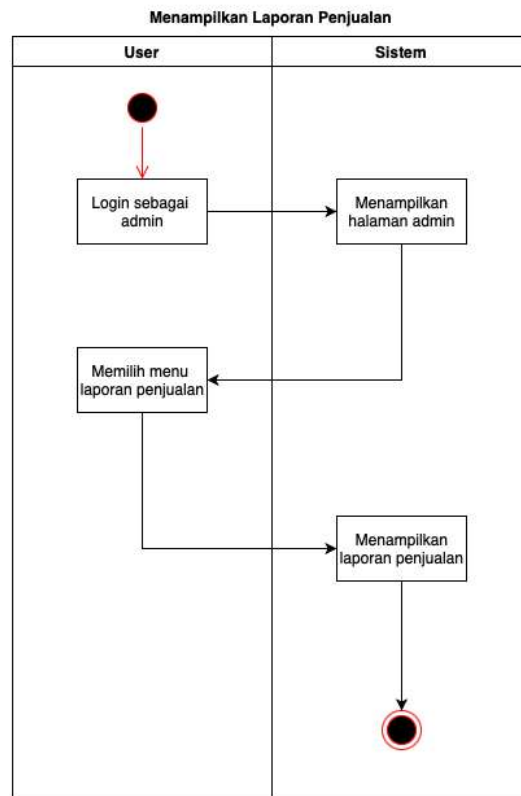 Menampilkan Laporan Penjualan
User
Sistem
Login sebagai
admin
Menampilkan
halaman admin
Memilih menu
laporan penjualan
Menampilkan
laporan penjualan